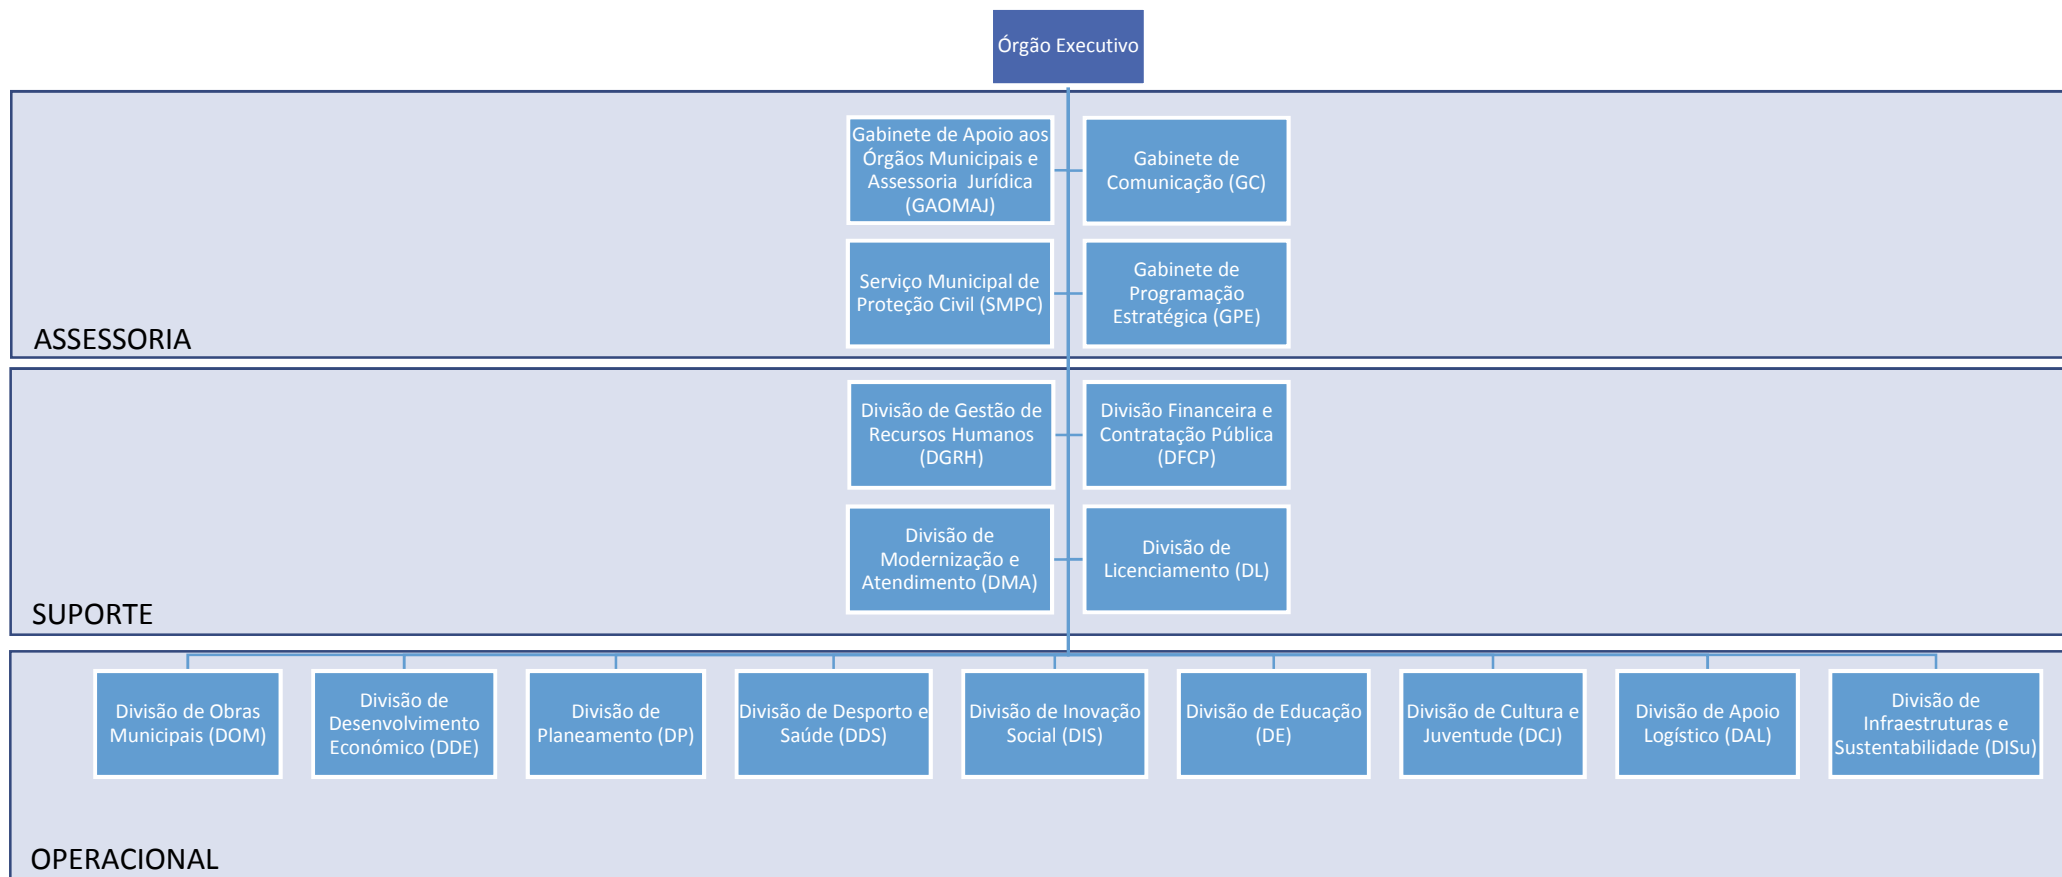 Órgão Executivo
Gabinete de Apoio aos
Órgãos Municipais e
Assessoria Jurídica
(GAOMAJ)
Gabinete de
Comunicação (GC)
Serviço Municipal de
Proteção Civil (SMPC)
Gabinete de
Programação
Estratégica (GPE)
ASSESSORIA
Divisão de Gestão de
Recursos Humanos
(DGRH)
Divisão Financeira e
Contratação Pública
(DFCP)
Divisão de
Modernização e
Atendimento (DMA)
Divisão de
Licenciamento (DL)
SUPORTE
Divisão de Obras
Municipais (DOM)
Divisão de
Desenvolvimento
Económico (DDE)
Divisão de
Planeamento (DP)
Divisão de Desporto e
Saúde (DDS)
Divisão de Inovação
Social (DIS)
Divisão de Educação
(DE)
Divisão de Cultura e
Juventude (DCJ)
Divisão de Apoio
Logístico (DAL)
Divisão de
Infraestruturas e
Sustentabilidade (DISu)
OPERACIONAL